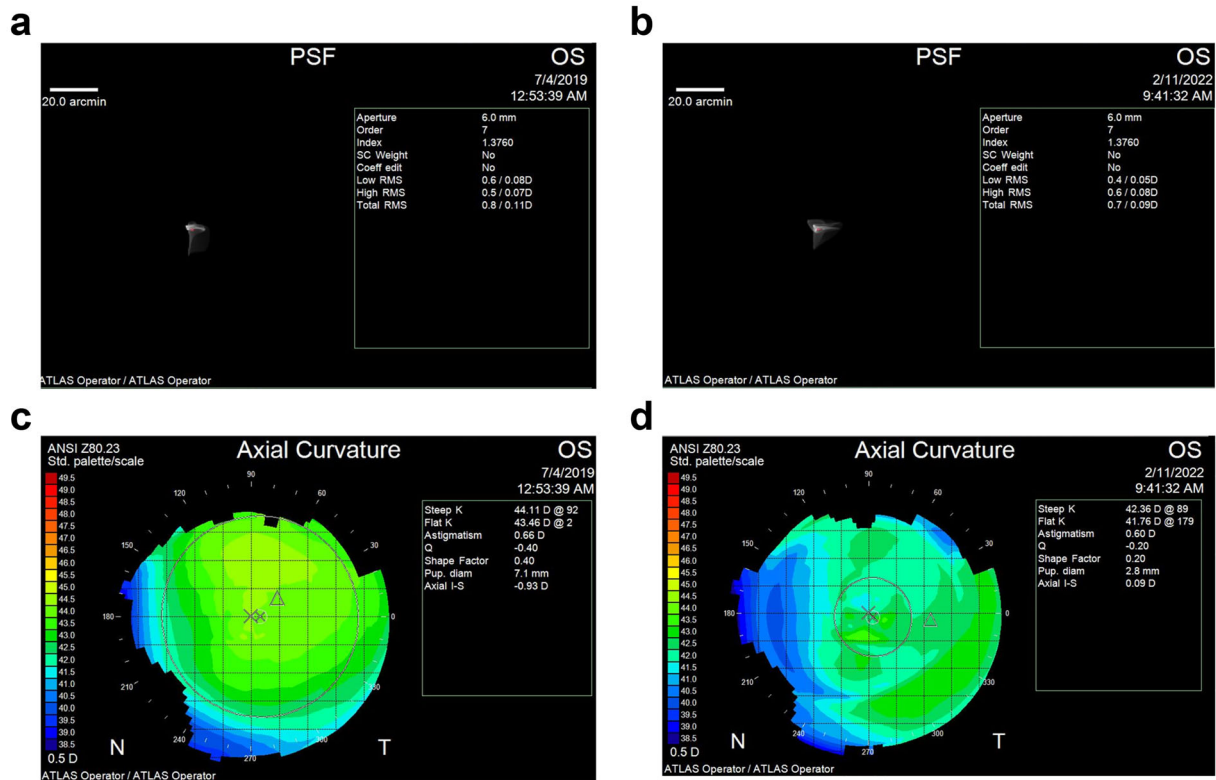 a
PSF
OS
7/4/2019
12:53:39 AM
20.0 arcmin
Aperture 6.0 mm
Order 7
Index 1.3760
SC Weight No
Coeff edit No
Low RMS 0.6 / 0.08D
High RMS 0.5 / 0.07D
Total RMS 0.8 / 0.11D
ATLAS Operator / ATLAS Operator
b
PSF
OS
2/11/2022
9:41:32 AM
20.0 arcmin
Aperture 6.0 mm
Order 7
Index 1.3760
SC Weight No
Coeff edit No
Low RMS 0.4 / 0.05D
High RMS 0.6 / 0.08D
Total RMS 0.7 / 0.09D
ATLAS Operator / ATLAS Operator
c
ANSI Z80.23
Std. palette/scale
Axial Curvature
OS
7/4/2019
12:53:39 AM
49.5
49.0
48.5
48.0
47.5
47.0
46.5
46.0
45.5
45.0
44.5
44.0
43.5
43.0
42.5
42.0
41.5
41.0
40.5
40.0
39.5
39.0
38.5
0.5 D
90
120
60
150
30
180
0
210
330
240
300
270
N
T
Steep K 44.11 D @ 92
Flat K 43.46 D @ 2
Astigmatism 0.66 D
Q -0.40
Shape Factor 0.40
Pup. diam 7.1 mm
Axial I-S -0.93 D
ATLAS Operator / ATLAS Operator
d
ANSI Z80.23
Std. palette/scale
Axial Curvature
OS
2/11/2022
9:41:32 AM
49.5
49.0
48.5
48.0
47.5
47.0
46.5
46.0
45.5
45.0
44.5
44.0
43.5
43.0
42.5
42.0
41.5
41.0
40.5
40.0
39.5
39.0
38.5
0.5 D
90
120
60
150
30
180
0
210
330
240
300
270
N
T
Steep K 42.36 D @ 89
Flat K 41.76 D @ 179
Astigmatism 0.60 D
Q -0.20
Shape Factor 0.20
Pup. diam 2.8 mm
Axial I-S 0.09 D
ATLAS Operator / ATLAS Operator